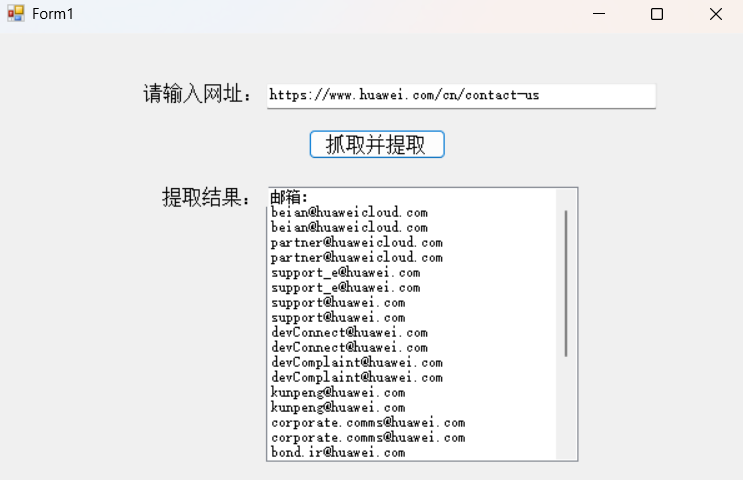 Form1
请输入网址：
https://www.huawei.com/cn/contact-us
抓取并提取
提取结果：
邮箱:
beian@huaweicloud.com
beian@huaweicloud.com
partner@huaweicloud.com
partner@huaweicloud.com
support_e@huawei.com
support_e@huawei.com
support@huawei.com
support@huawei.com
devConnect@huawei.com
devConnect@huawei.com
devComplaint@huawei.com
devComplaint@huawei.com
kunpeng@huawei.com
kunpeng@huawei.com
corporate.comms@huawei.com
corporate.comms@huawei.com
bond.ir@huawei.com